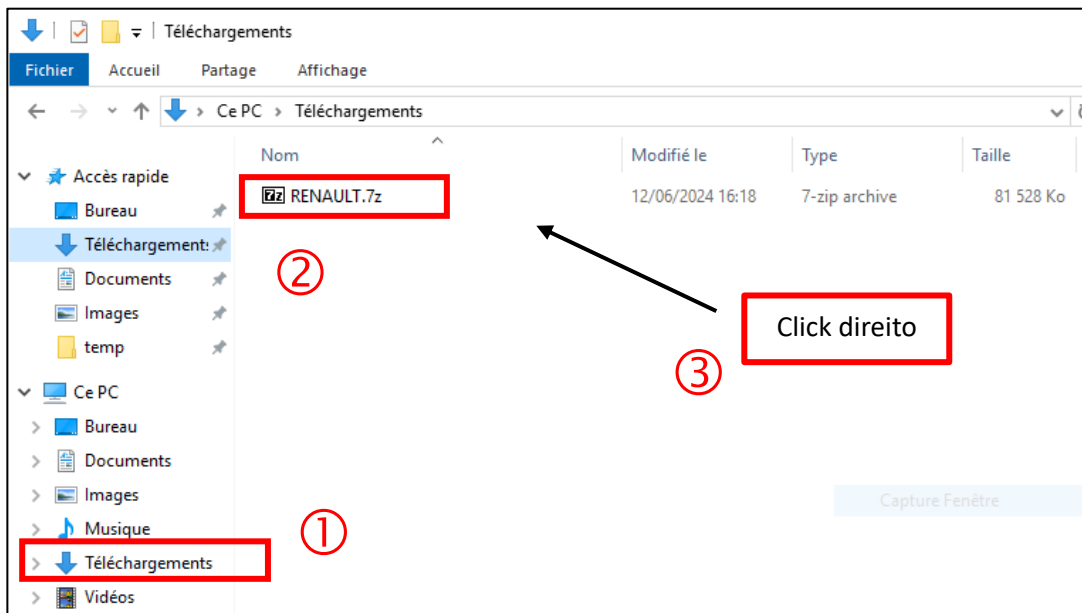 Téléchargements
Fichier Accueil Partage Affichage
Ce PC > Téléchargements
Nom Modifié le Type Taille
Accès rapide
RENAULT.7z 12/06/2024 16:18 7-zip archive 81 528 Ko
Bureau
Téléchargement
Documents
②
Images
Click direito
temp
③
Ce PC
Bureau
Documents
Images
Capture Fenêtre
Musique
①
Téléchargements
Vidéos